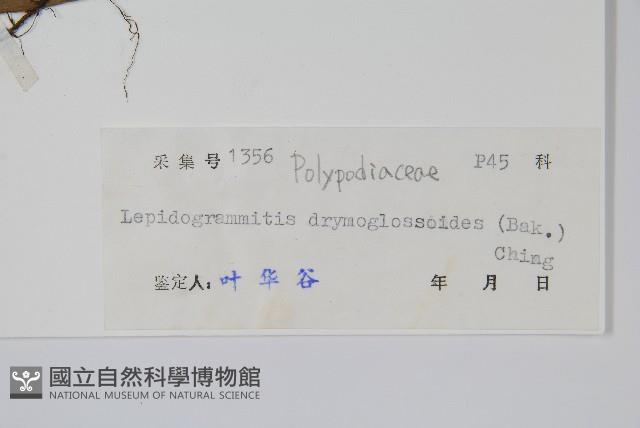 采集号 1356 Polypodiaceae P45 科
Lepidogrammitis drymoglossoides (Bak.)
Ching
鉴定人: 叶华谷 年 月 日
國立自然科學博物館
NATIONAL MUSEUM OF NATURAL SCIENCE